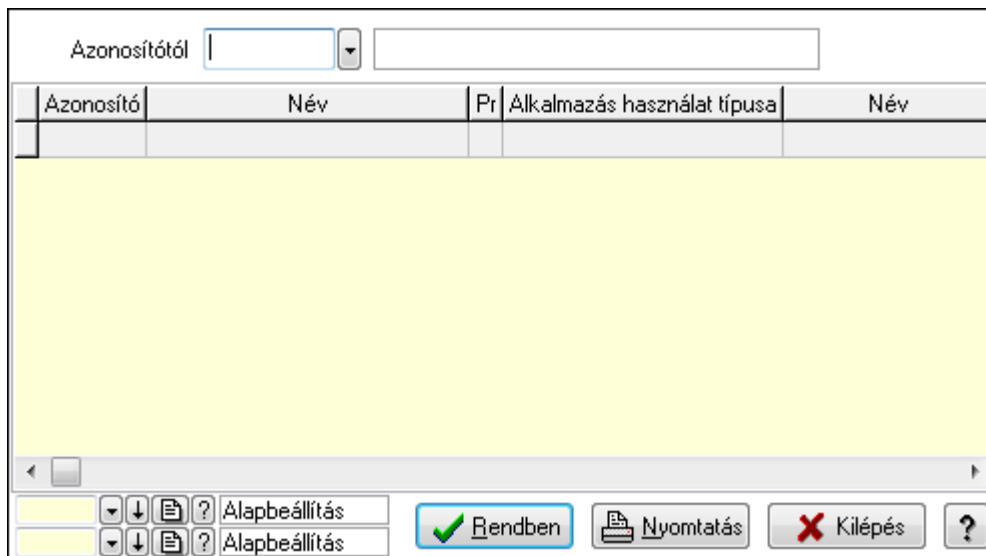 Azonosítótól
Azonosító Név Pr Alkalmazás használat típusa Név
? Alapbeállítás
? Alapbeállítás
Rendben Nyomtatás Kilépés ?